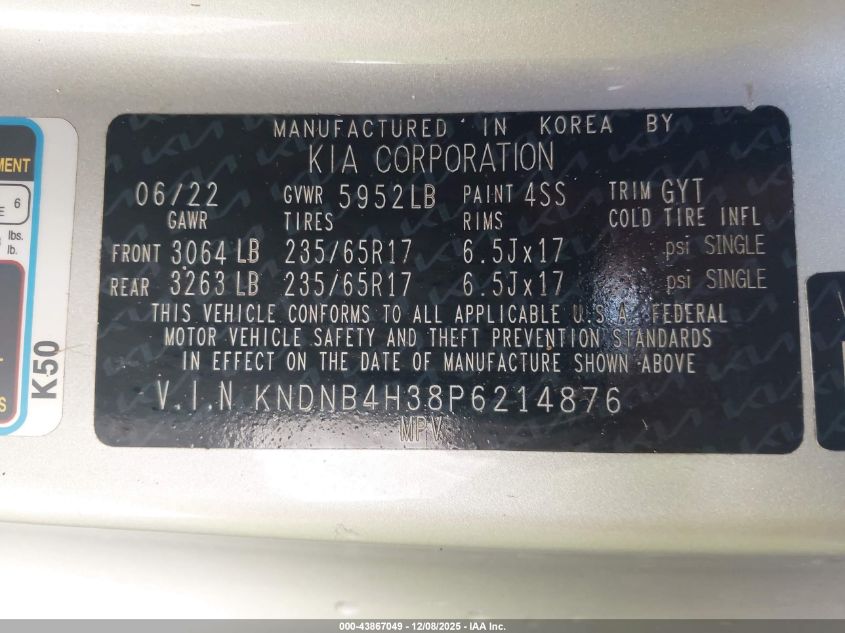 MANUFACTURED IN KOREA BY
KIA CORPORATION
06/22 GVWR 5952LB PAINT 4SS TRIM GYT
GAWR TIRES RIMS COLD TIRE INFL
FRONT 3064 LB 235/65R17 6.5Jx17 psi SINGLE
REAR 3263 LB 235/65R17 6.5Jx17 psi SINGLE
THIS VEHICLE CONFORMS TO ALL APPLICABLE U.S.A. FEDERAL
MOTOR VEHICLE SAFETY AND THEFT PREVENTION STANDARDS
IN EFFECT ON THE DATE OF MANUFACTURE SHOWN ABOVE
V.I.N KNDNB4H38P6214876
MPV
6
lbs.
lb.
K50
000-43867049 - 12/08/2025 - IAA Inc.